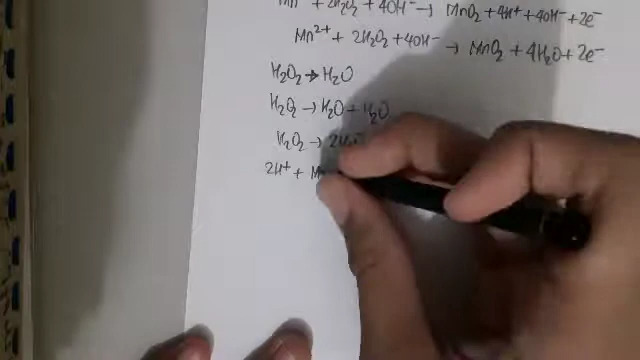 Mn²⁺ + 2H₂O₂ + 4OH⁻ → MnO₂ + 4H⁺ + 4OH⁻ + 2e⁻
Mn²⁺ + 2H₂O₂ + 4OH⁻ → MnO₂ + 4H₂O + 2e⁻
H₂O₂ → H₂O
H₂O₂ → H₂O + H₂O
H₂O₂ → 2H₂O
2H⁺ +